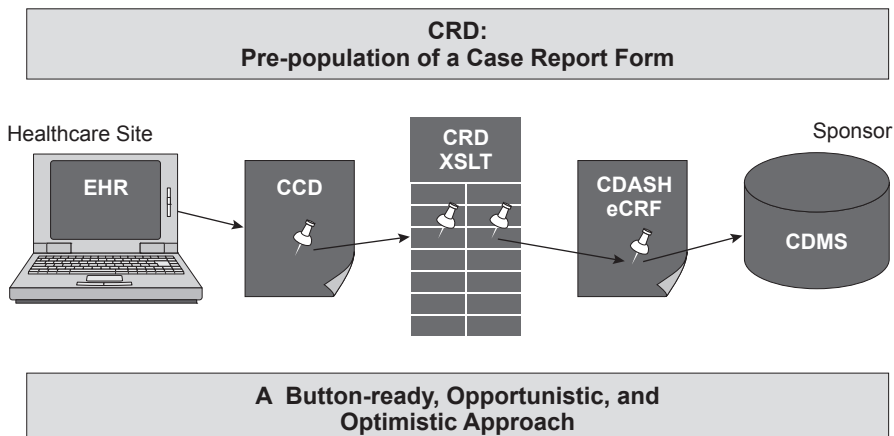 CRD:
Pre-population of a Case Report Form
Healthcare Site
Sponsor
EHR
CCD
CRD
XSLT
CDASH
eCRF
CDMS
A Button-ready, Opportunistic, and
Optimistic Approach